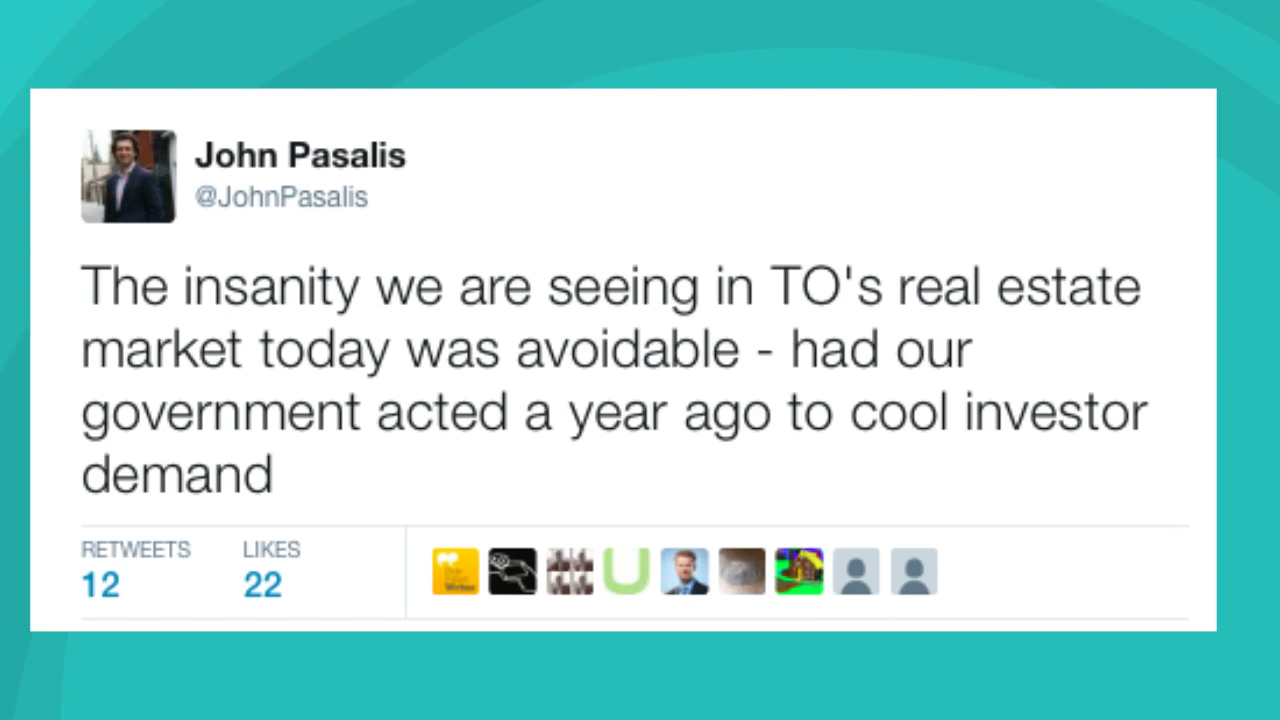 John Pasalis
@JohnPasalis
The insanity we are seeing in TO's real estate
market today was avoidable - had our
government acted a year ago to cool investor
demand
RETWEETS LIKES
12 22